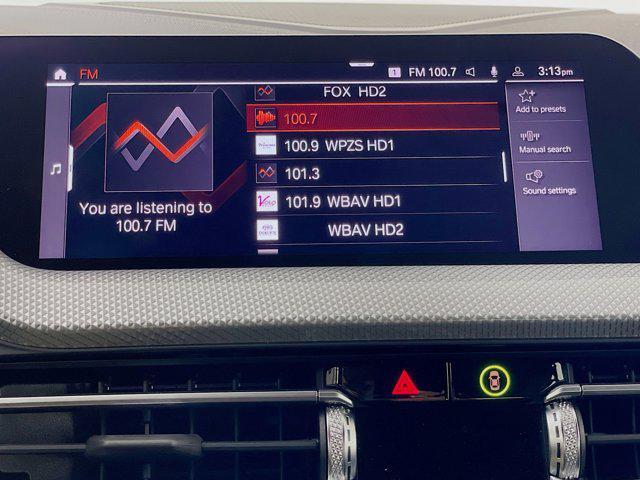 FM
1
FM 100.7
3:13pm
FOX HD2
100.7
100.9 WPZS HD1
101.3
101.9 WBAV HD1
WBAV HD2
You are listening to
100.7 FM
Add to presets
Manual search
Sound settings